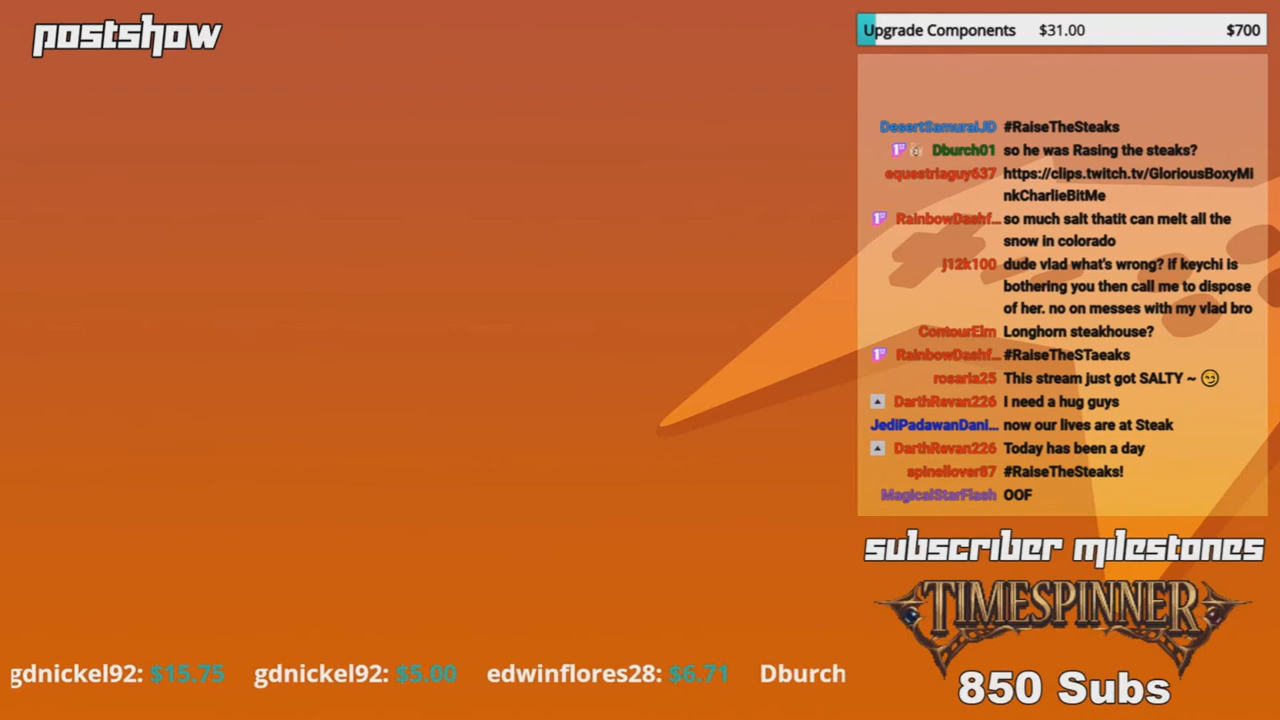 postshow
Upgrade Components $31.00 $700
DesertSamuraiJD #RaiseTheSteaks
Dburch01 so he was Rasing the steaks?
equestriaguy637 https://clips.twitch.tv/GloriousBoxyMi
nkCharlieBitMe
RainbowDashf... so much salt thatit can melt all the
snow in colorado
j12k100 dude vlad what's wrong? if keychi is
bothering you then call me to dispose
of her. no on messes with my vlad bro
ContourElm Longhorn steakhouse?
RainbowDashf... #RaiseTheSTaeaks
rosaria25 This stream just got SALTY ~ 😏
DarthRevan226 I need a hug guys
JediPadawanDani... now our lives are at Steak
DarthRevan226 Today has been a day
spinellover87 #RaiseTheSteaks!
MagicalStarFlash OOF
subscriber milestones
TIMESPINNER
850 Subs
gdnickel92: $15.75 gdnickel92: $5.00 edwinflores28: $6.71 Dburch